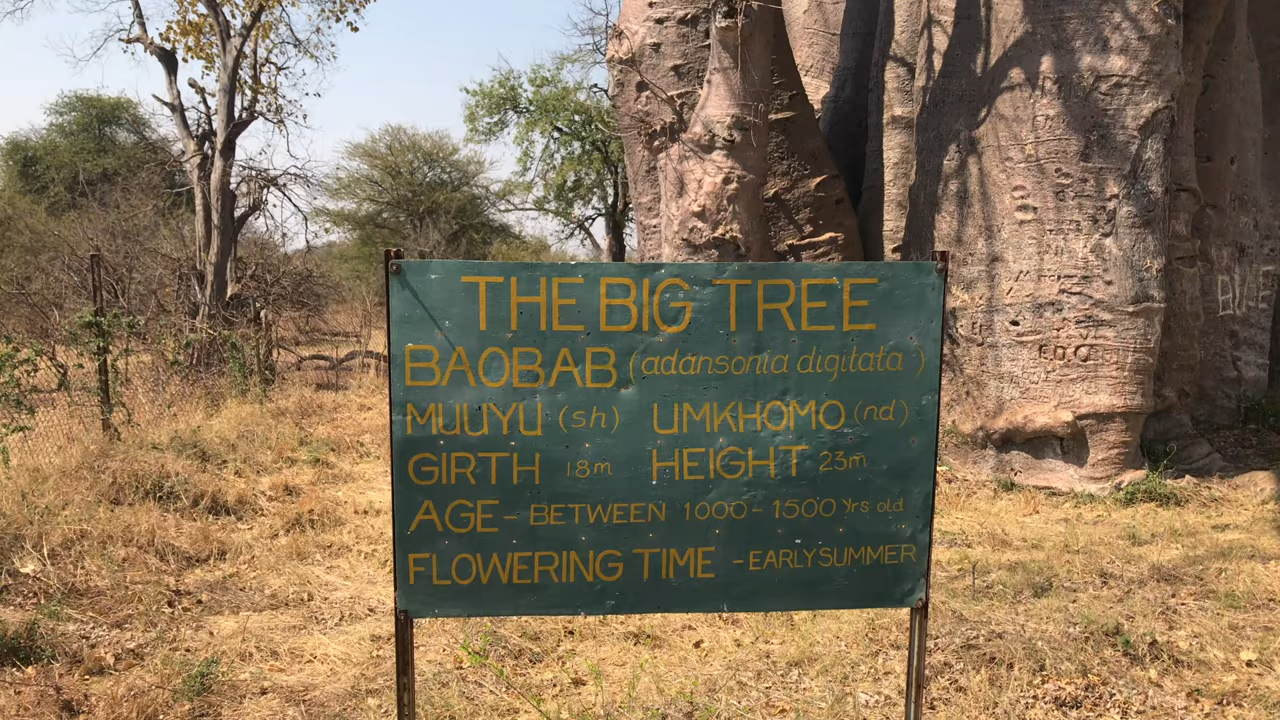 THE BIG TREE
BAOBAB (adansonia digitata)
MUUYU (sh) UMKHOMO (nd)
GIRTH 18m HEIGHT 23m
AGE - BETWEEN 1000 - 1500 Yrs old
FLOWERING TIME - EARLY SUMMER